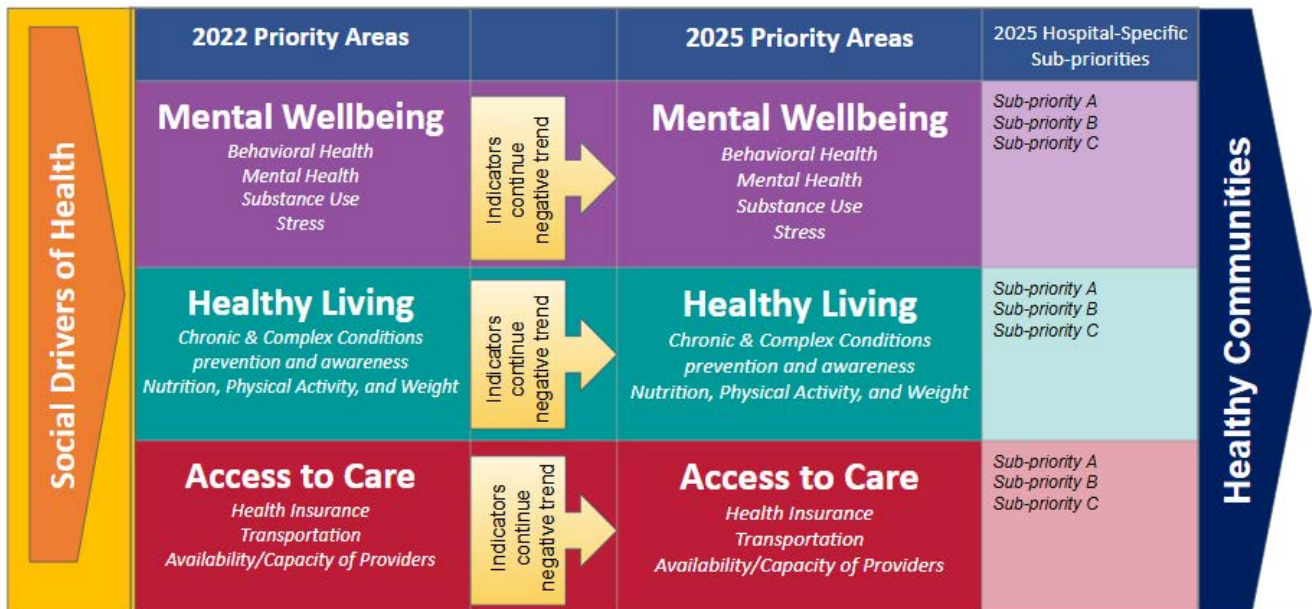 Social Drivers of Health
2022 Priority Areas
2025 Priority Areas
2025 Hospital-Specific
Sub-priorities
Mental Wellbeing
Behavioral Health
Mental Health
Substance Use
Stress
Indicators
continue
negative trend
Mental Wellbeing
Behavioral Health
Mental Health
Substance Use
Stress
Sub-priority A
Sub-priority B
Sub-priority C
Healthy Living
Chronic & Complex Conditions
prevention and awareness
Nutrition, Physical Activity, and Weight
Indicators
continue
negative trend
Healthy Living
Chronic & Complex Conditions
prevention and awareness
Nutrition, Physical Activity, and Weight
Sub-priority A
Sub-priority B
Sub-priority C
Access to Care
Health Insurance
Transportation
Availability/Capacity of Providers
Indicators
continue
negative trend
Access to Care
Health Insurance
Transportation
Availability/Capacity of Providers
Sub-priority A
Sub-priority B
Sub-priority C
Healthy Communities